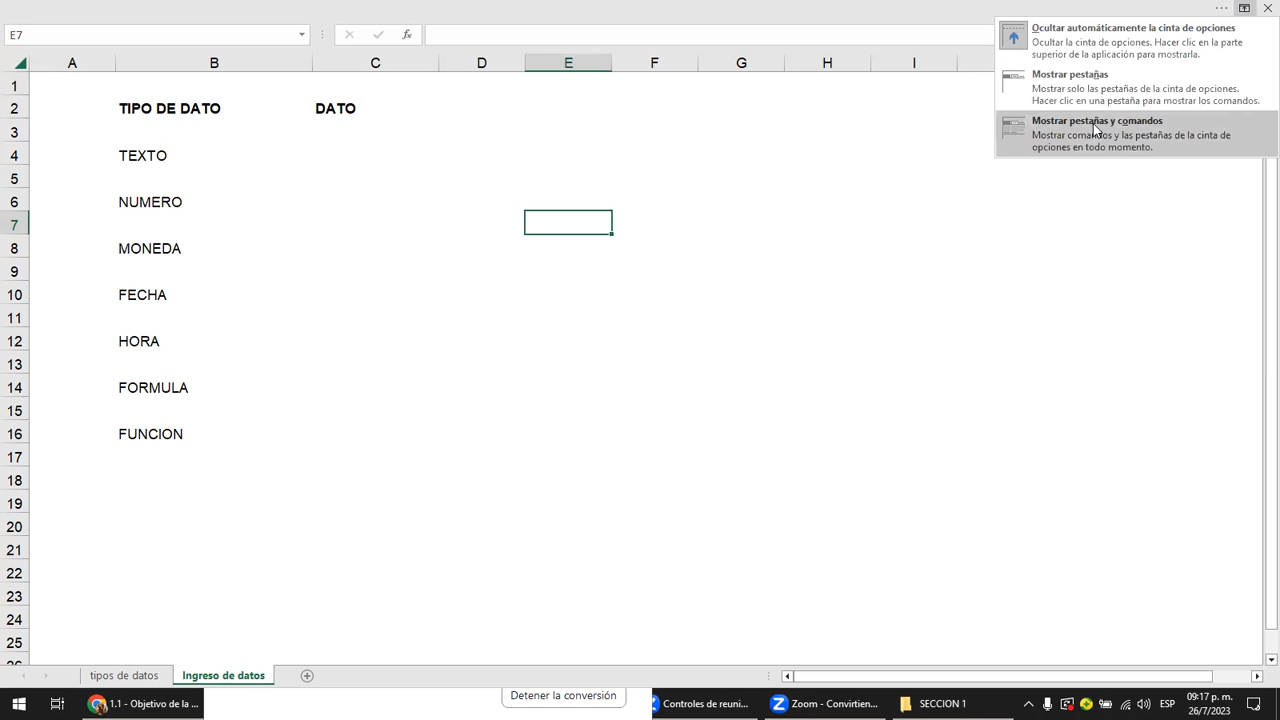 E7
fx
Ocultar automáticamente la cinta de opciones
Ocultar la cinta de opciones. Hacer clic en la parte
superior de la aplicación para mostrarla.
Mostrar pestañas
Mostrar solo las pestañas de la cinta de opciones.
Hacer clic en una pestaña para mostrar los comandos.
Mostrar pestañas y comandos
Mostrar comandos y las pestañas de la cinta de
opciones en todo momento.
A B C D E F G H I
1
2 TIPO DE DATO DATO
3
4 TEXTO
5
6 NUMERO
7
8 MONEDA
9
10 FECHA
11
12 HORA
13
14 FORMULA
15
16 FUNCION
17
18
19
20
21
22
23
24
25
26
tipos de datos Ingreso de datos
Detener la conversión
1.1 - Objetivo de la ... Controles de reuni... Zoom - Convirtien... SECCION 1 ESP 09:17 p. m.
26/7/2023